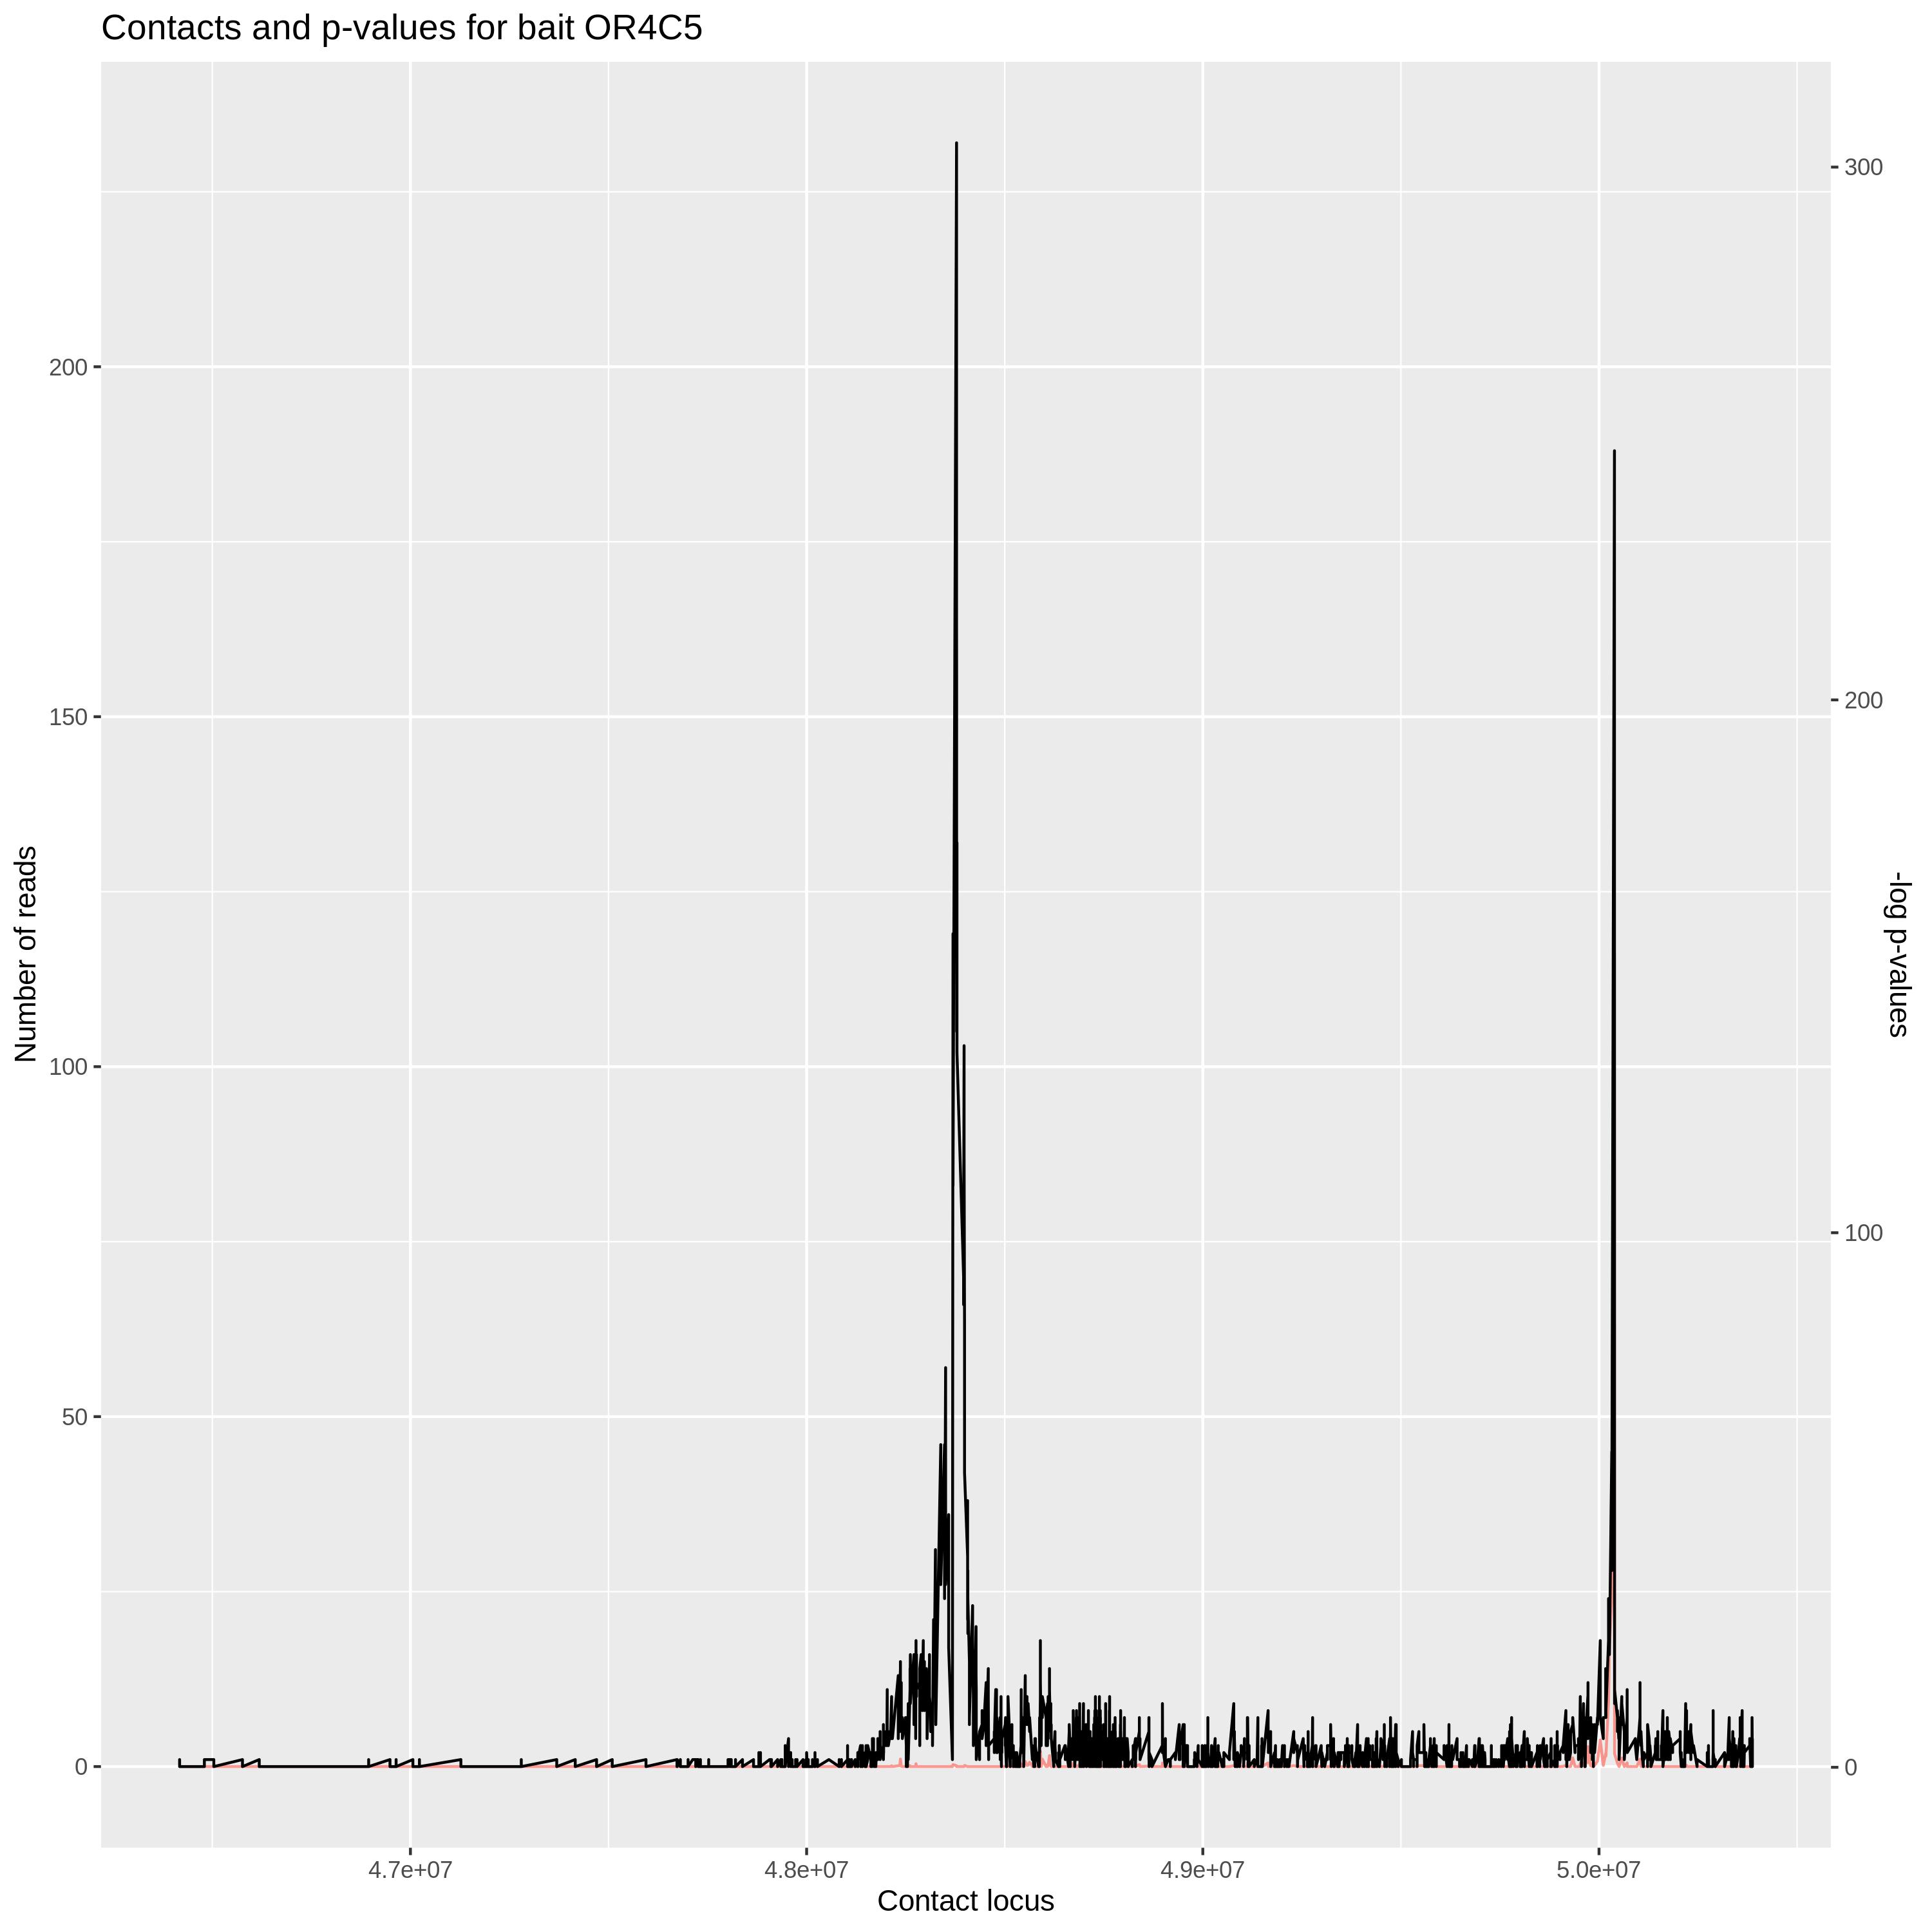 Contacts and p-values for bait OR4C5
Number of reads
200
150
100
50
0
300
200
100
0
-log p-values
4.7e+07 4.8e+07 4.9e+07 5.0e+07
Contact locus